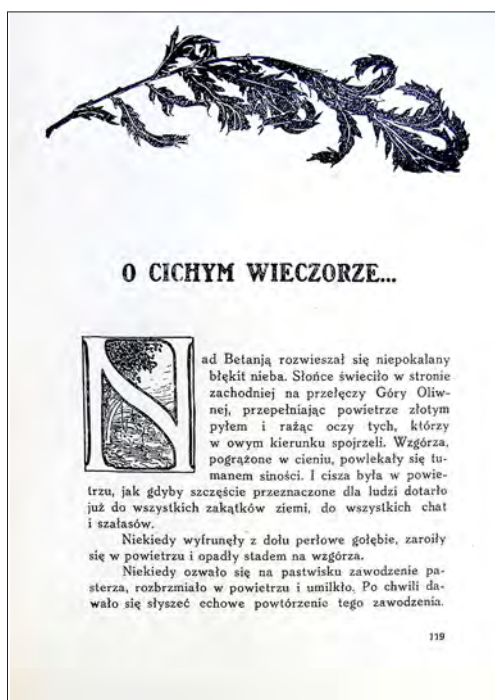 O CICHYM WIECZORZE...
Nad Betanją rozwieszał się niepokalany
błękit nieba. Słońce świeciło w stronie
zachodniej na przełęczy Góry Oliw-
nej, przepełniając powietrze złotym
pyłem i rażąc oczy tych, którzy
w owym kierunku spojrzeli. Wzgórza,
pogrążone w cieniu, powlekały się tu-
manem siności. I cisza była w powie-
trzu, jak gdyby szczęście przeznaczone dla ludzi dotarło
już do wszystkich zakątków ziemi, do wszystkich chat
i szałasów.
Niekiedy wyfrunęły z dołu perłowe gołębie, zaroiły
się w powietrzu i opadły stadem na wzgórza.
Niekiedy ozwało się na pastwisku zawodzenie pa-
sterza, rozbrzmiało w powietrzu i umilkło. Po chwili da-
wało się słyszeć echowe powtórzenie tego zawodzenia.
119